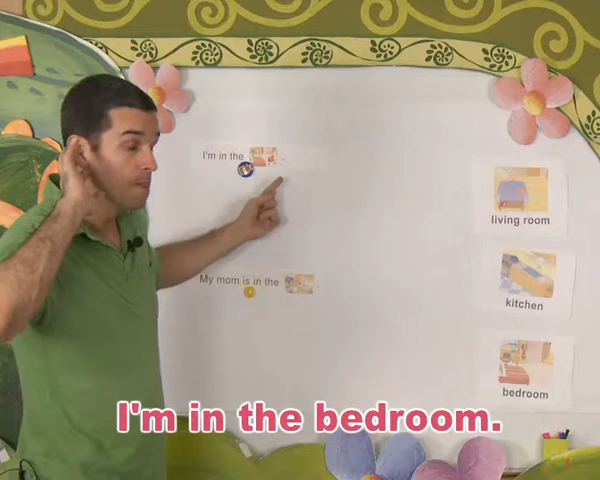 I'm in the
My mom is in the
living room
kitchen
bedroom
I'm in the bedroom.